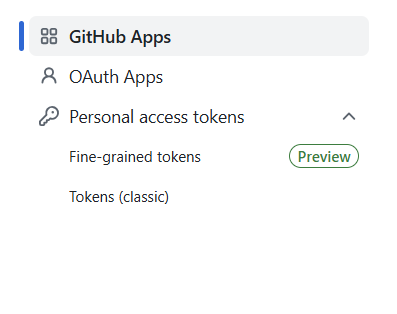 GitHub Apps
OAuth Apps
Personal access tokens
Fine-grained tokens Preview
Tokens (classic)